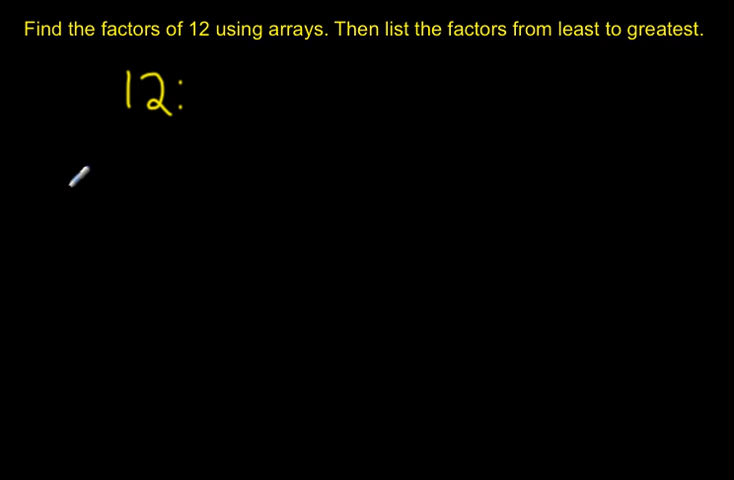 Find the factors of 12 using arrays. Then list the factors from least to greatest.
12: